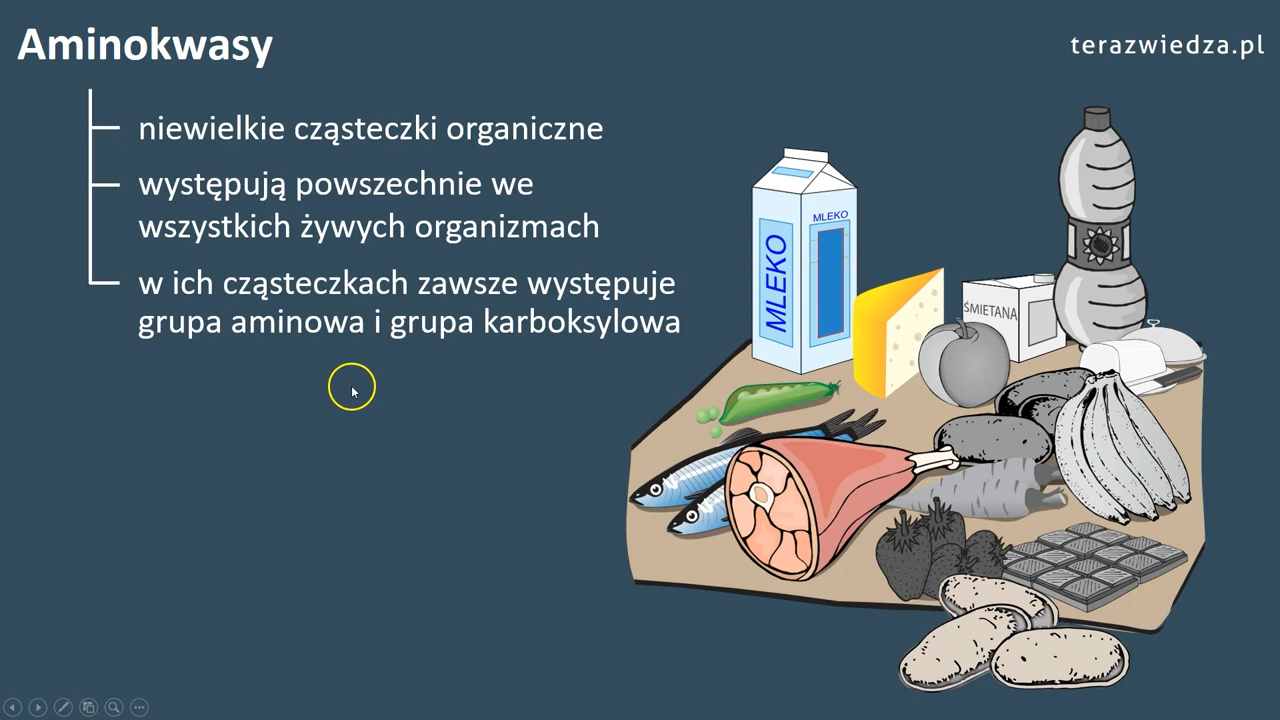 Aminokwasy
terazwiedza.pl
niewielkie cząsteczki organiczne
występują powszechnie we
wszystkich żywych organizmach
w ich cząsteczkach zawsze występuje
grupa aminowa i grupa karboksylowa
MLEKO
MLEKO
ŚMIETANA